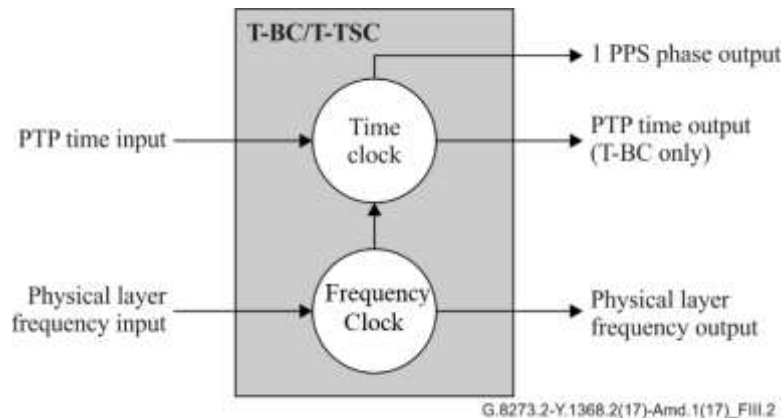 T-BC/T-TSC
1 PPS phase output
PTP time input
Time
clock
PTP time output
(T-BC only)
Physical layer
frequency input
Frequency
Clock
Physical layer
frequency output
G.8273.2-Y.1368.2(17)-Amd.1(17)_FIII.2